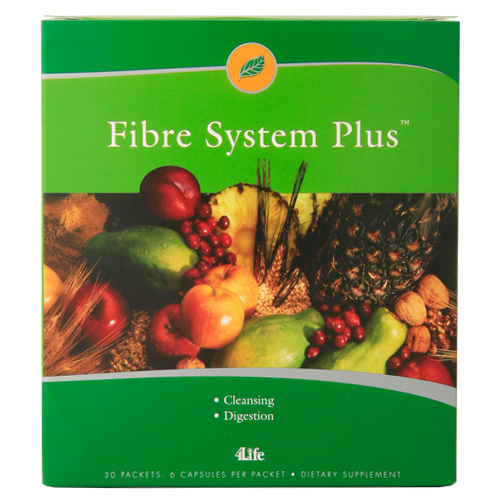 Fibre System Plus™
• Cleansing
• Digestion
4Life
30 PACKETS: 6 CAPSULES PER PACKET • DIETARY SUPPLEMENT